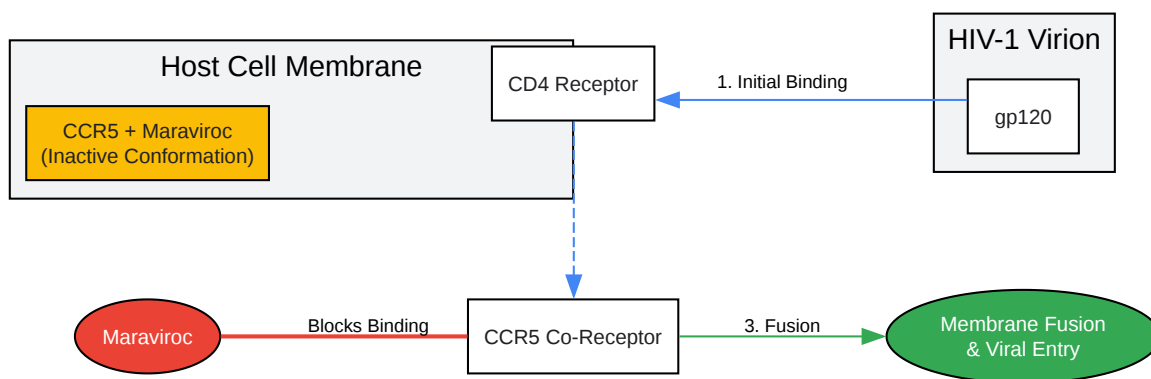 HIV-1 Virion
Host Cell Membrane
CD4 Receptor
1. Initial Binding
gp120
CCR5 + Maraviroc
(Inactive Conformation)
Maraviroc
Blocks Binding
CCR5 Co-Receptor
3. Fusion
Membrane Fusion
& Viral Entry